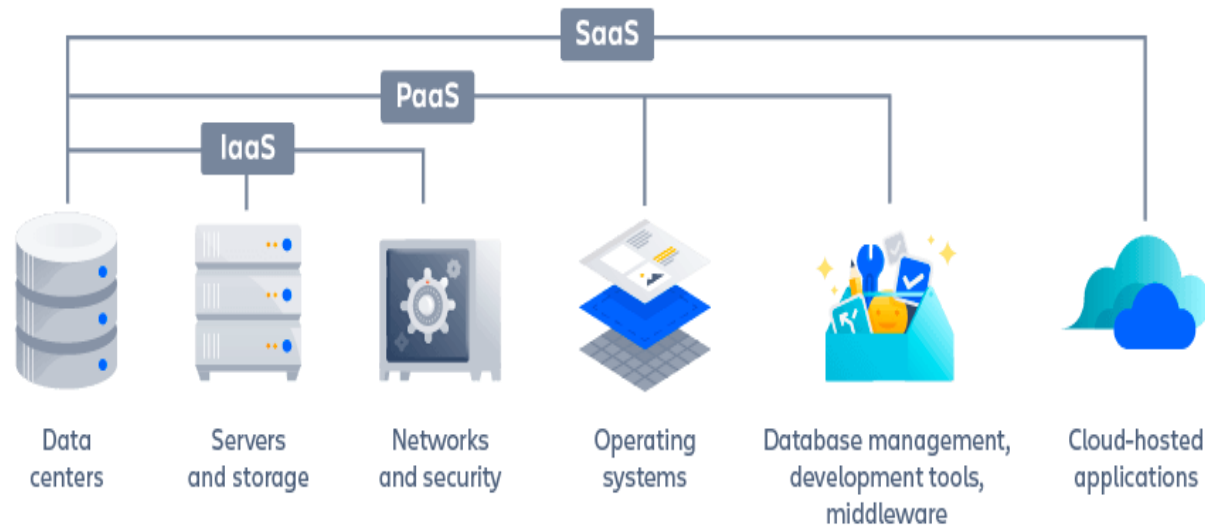 SaaS
PaaS
IaaS
Data
centers
Servers
and storage
Networks
and security
Operating
systems
Database management,
development tools,
middleware
Cloud-hosted
applications